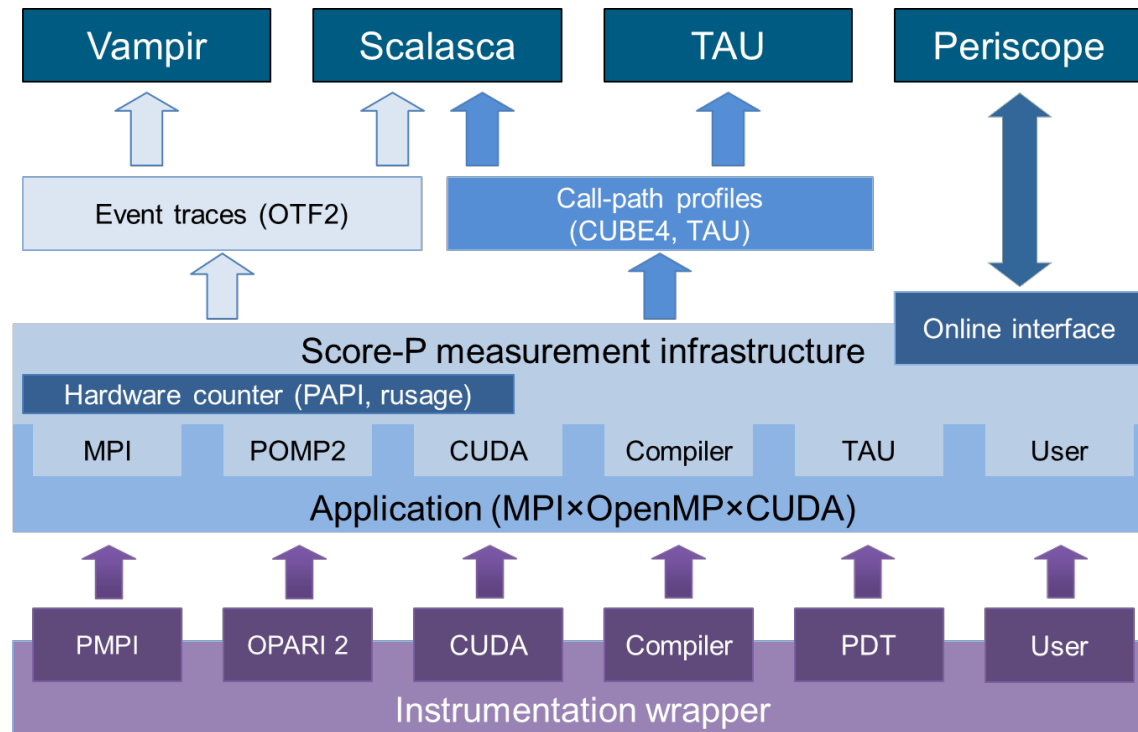 Vampir
Scalasca
TAU
Periscope
Event traces (OTF2)
Call-path profiles
(CUBE4, TAU)
Online interface
Score-P measurement infrastructure
Hardware counter (PAPI, rusage)
MPI
POMP2
CUDA
Compiler
TAU
User
Application (MPI×OpenMP×CUDA)
PMPI
OPARI 2
CUDA
Compiler
PDT
User
Instrumentation wrapper